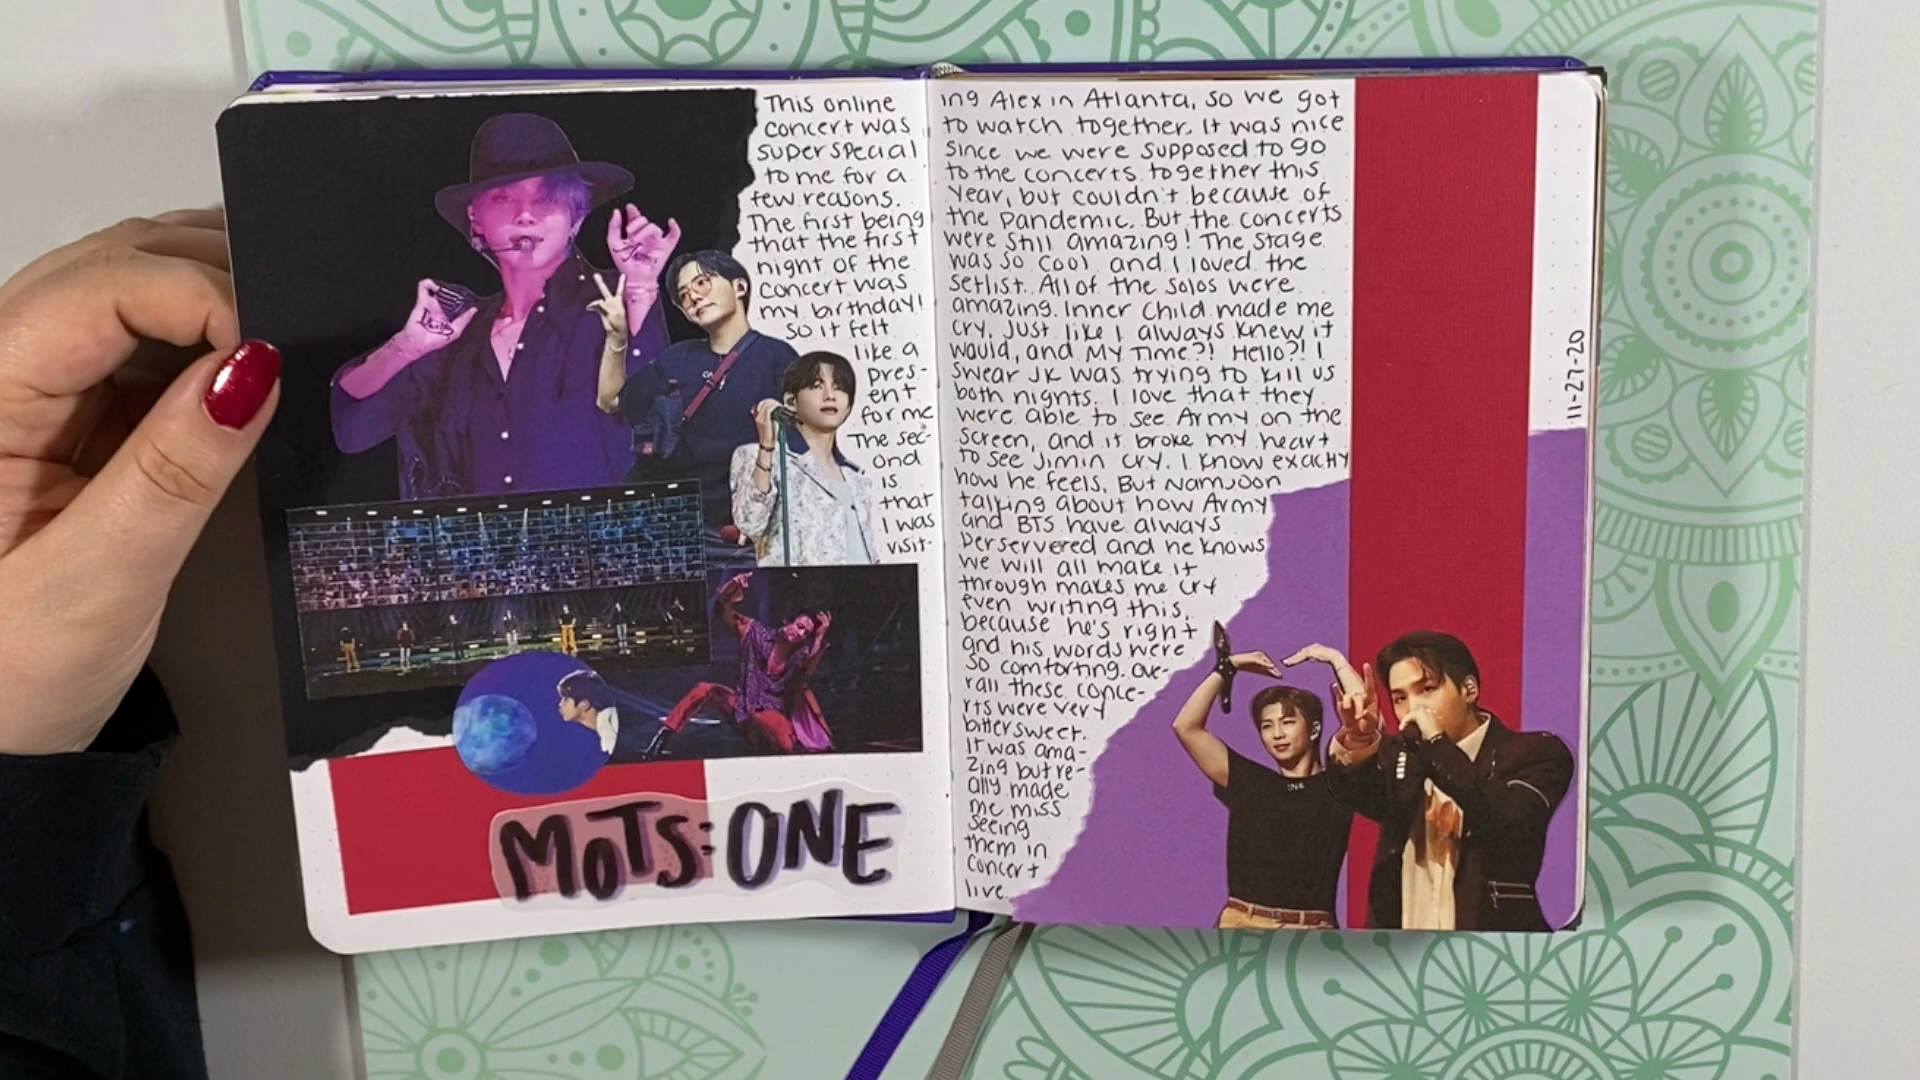 This online
concert was
super special
to me for a
few reasons.
The first being
that the first
night of the
concert was
my birthday!
So it felt
like a
pres-
ent
for me
The sec-
ond
is
that
I was
visit-
MOTS: ONE
ing Alex in Atlanta, so we got
to watch together. It was nice
since we were supposed to go
to the concerts together this
year, but couldn't because of
the pandemic. But the concerts
were still amazing! The stage
was so cool and I loved the
setlist. All of the solos were
amazing. Inner Child made me
cry, just like I always knew it
would, and My Time?! Hello?! I
swear JK was trying to kill us
both nights. I love that they
were able to see Army on the
screen, and it broke my heart
to see Jimin cry. I know exactly
how he feels. But Namjoon
talking about how Army
and BTS have always
perservered and he knows
we will all make it
through makes me cry
even writing this,
because he's right
and his words were
so comforting. Ove-
rall these conce-
rts were very
bittersweet.
It was ama-
zing but re-
ally made
me miss
seeing
them in
concert
live.
11-27-20